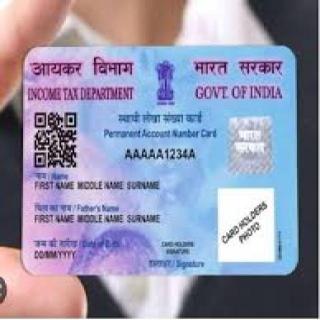 आयकर विभाग
INCOME TAX DEPARTMENT
भारत सरकार
GOVT. OF INDIA
स्थायी लेखा संख्या कार्ड
Permanent Account Number Card
AAAAA1234A
भारत
सरकार
नाम / Name
FIRST NAME MIDDLE NAME SURNAME
पिता का नाम / Father's Name
FIRST NAME MIDDLE NAME SURNAME
जन्म की तारीख / Date of Birth
DD/MM/YYYY
CARD HOLDERS
SIGNATURE
हस्ताक्षर / Signature
CARD HOLDERS
PHOTO